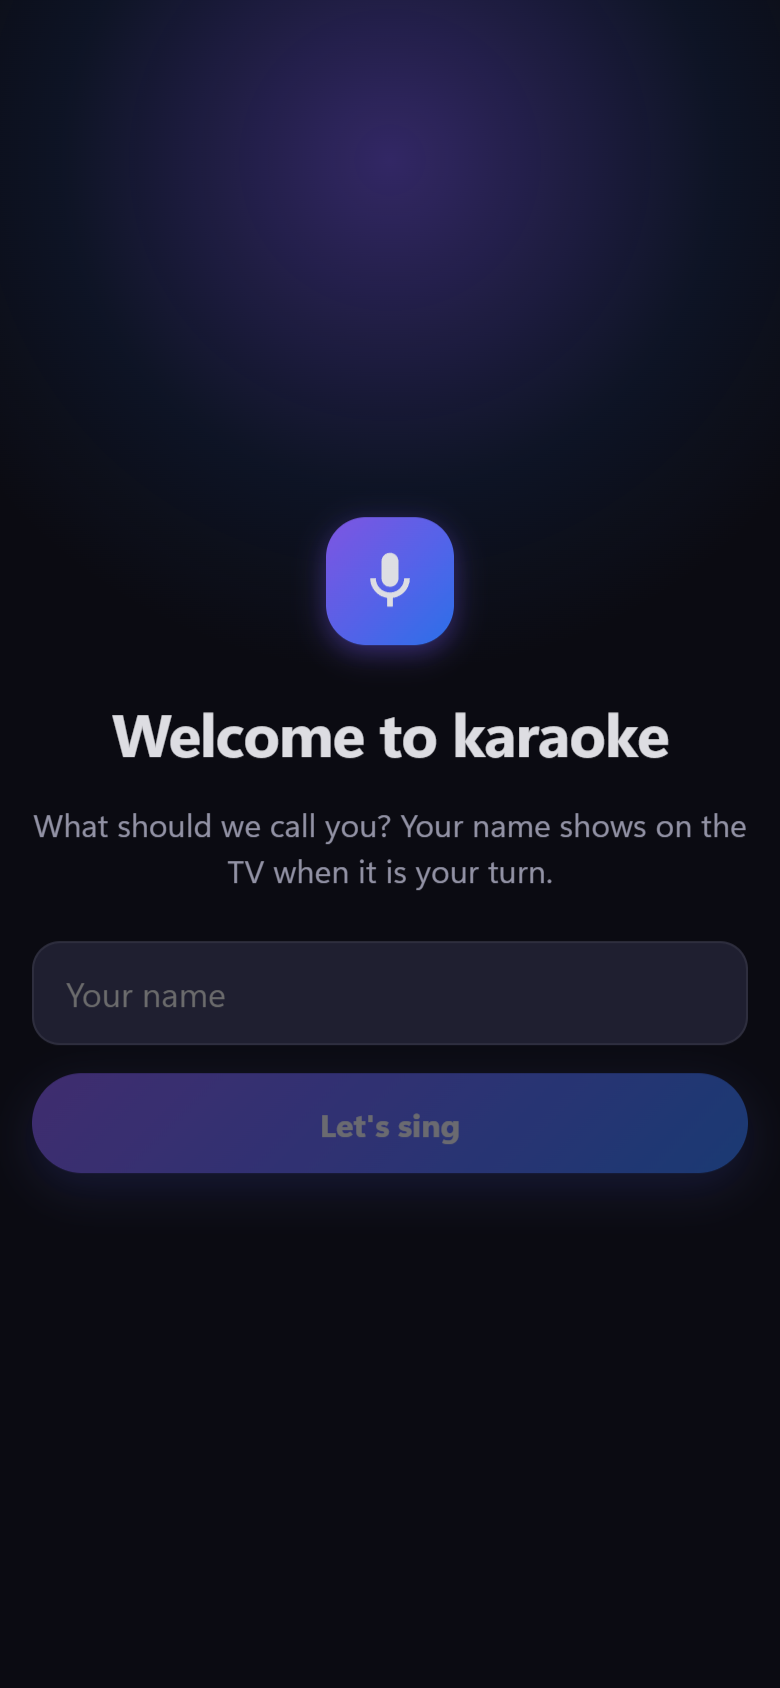 Welcome to karaoke
What should we call you? Your name shows on the
TV when it is your turn.
Your name
Let's sing